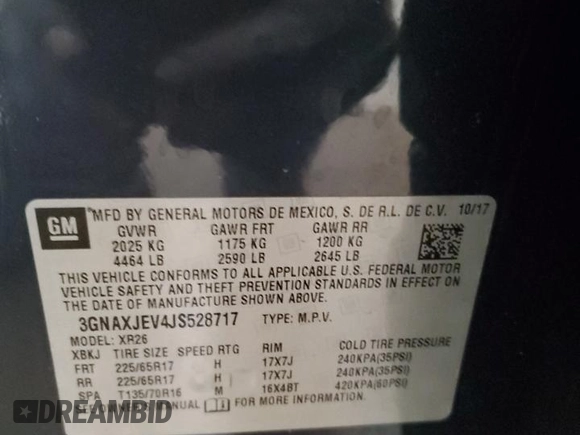 GM
*MFD BY GENERAL MOTORS DE MEXICO, S. DE R.L. DE C.V. 10/17
GVWR GAWR FRT GAWR RR
2025 KG 1175 KG 1200 KG
4464 LB 2590 LB 2645 LB
THIS VEHICLE CONFORMS TO ALL APPLICABLE U.S. FEDERAL MOTOR
VEHICLE SAFETY AND THEFT PREVENTION STANDARDS IN EFFECT ON
THE DATE OF MANUFACTURE SHOWN ABOVE.
3GNAXJEV4JS528717 TYPE: M.P.V.
MODEL: XR26
XBKJ TIRE SIZE SPEED RTG RIM COLD TIRE PRESSURE
FRT 225/65R17 H 17X7J 240KPA(35PSI)
RR 225/65R17 H 17X7J 240KPA(35PSI)
SPA T135/70R16 M 16X4BT 420KPA(60PSI)
SEE OWNER'S MANUAL FOR MORE INFORMATION.
DREAMBID